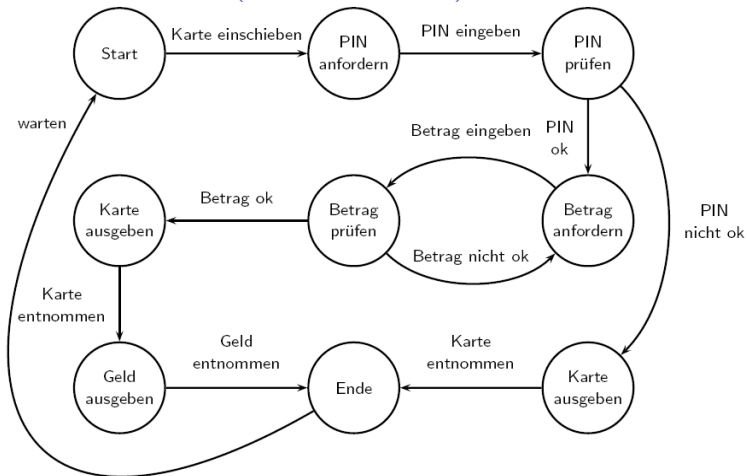 Start
Karte einschieben
PIN
anfordern
PIN eingeben
PIN
prüfen
warten
Betrag eingeben
PIN
ok
Karte
ausgeben
Betrag ok
Betrag
prüfen
Betrag nicht ok
Betrag
anfordern
PIN
nicht ok
Karte
entnommen
Geld
ausgeben
Geld
entnommen
Ende
Karte
entnommen
Karte
ausgeben